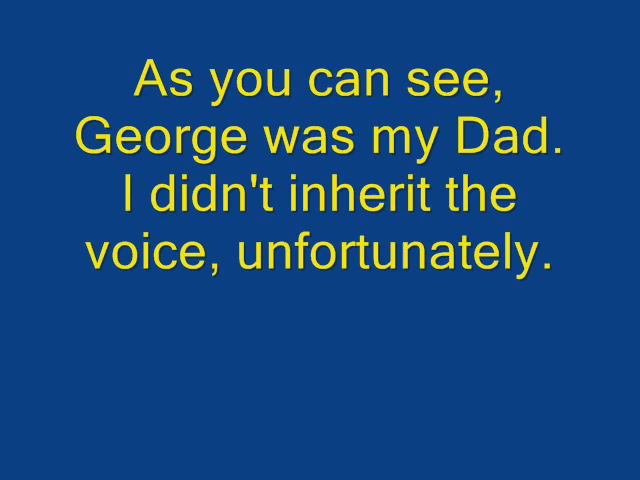 As you can see,
George was my Dad.
I didn't inherit the
voice, unfortunately.